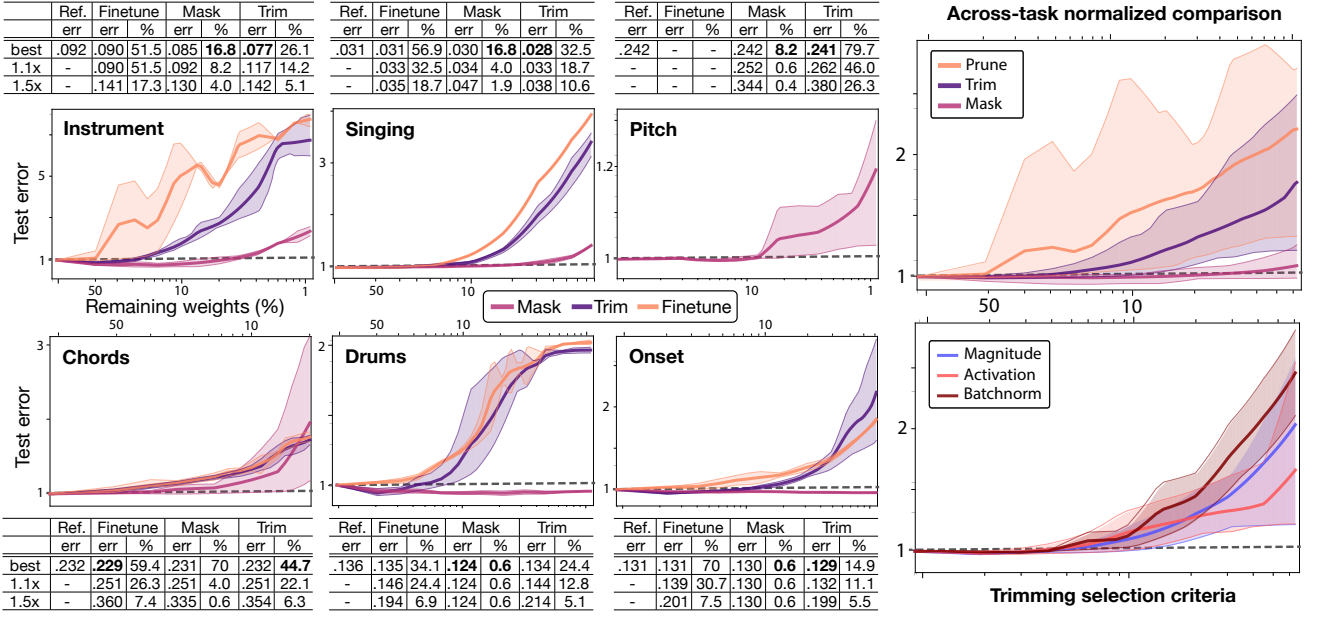 Ref. Finetune Mask Trim
err err % err % err %
best .092 .090 51.5 .085 16.8 .077 26.1
1.1x - .090 51.5 .092 8.2 .117 14.2
1.5x - .141 17.3 .130 4.0 .142 5.1
Ref. Finetune Mask Trim
err err % err % err %
.031 .031 56.9 .030 16.8 .028 32.5
- .033 32.5 .034 4.0 .033 18.7
- .035 18.7 .047 1.9 .038 10.6
Ref. Finetune Mask Trim
err err % err % err %
.242 - - .242 8.2 .241 79.7
- - - .252 0.6 .262 46.0
- - - .344 0.4 .380 26.3
Instrument
Test error
5
1
50 10 1
Remaining weights (%)
Singing
3
1
50 10
Pitch
1.2
1
10 1
Mask Trim Finetune
Chords
Test error
50 10
3
1
Drums
50 10
2
1
Onset
10
2
1
Ref. Finetune Mask Trim
err err % err % err %
best .232 .229 59.4 .231 70 .232 44.7
1.1x - .251 26.3 .251 4.0 .251 22.1
1.5x - .360 7.4 .335 0.6 .354 6.3
Ref. Finetune Mask Trim
err err % err % err %
.136 .135 34.1 .124 0.6 .134 24.4
- .146 24.4 .124 0.6 .144 12.8
- .194 6.9 .124 0.6 .214 5.1
Ref. Finetune Mask Trim
err err % err % err %
.131 .131 70 .130 0.6 .129 14.9
- .139 30.7 .130 0.6 .132 11.1
- .201 7.5 .130 0.6 .199 5.5
Across-task normalized comparison
Prune
Trim
Mask
2
1
50 10
Magnitude
Activation
Batchnorm
2
1
Trimming selection criteria